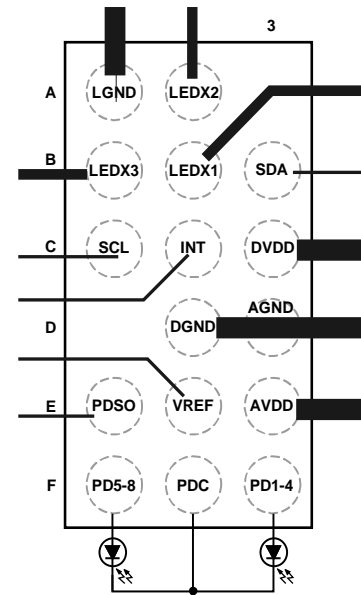 3
A LGND LEDX2
B LEDX3 LEDX1 SDA
C SCL INT DVDD
AGND
D DGND
E PDSO VREF AVDD
F PD5-8 PDC PD1-4